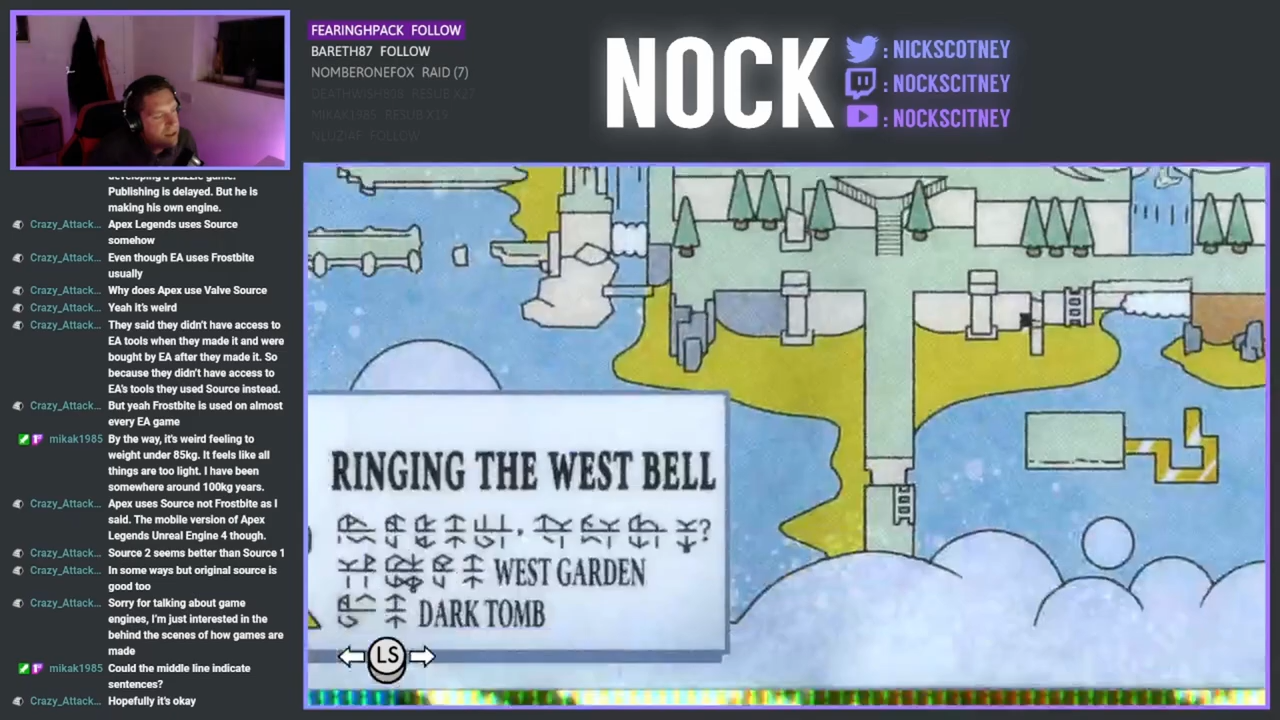 FEARINGHPACK FOLLOW
BARETH87 FOLLOW
NOMBERONEFOX RAID (7)
DEATHWISH808 RESUB X27
MIKAK1985 RESUB X19
NLUZIAF FOLLOW
NOCK
: NICKSCOTNEY
: NOCKSCITNEY
: NOCKSCITNEY
developing a puzzle game.
Publishing is delayed. But he is
making his own engine.
Crazy_Attack... Apex Legends uses Source
somehow
Crazy_Attack... Even though EA uses Frostbite
usually
Crazy_Attack... Why does Apex use Valve Source
Crazy_Attack... Yeah it's weird
Crazy_Attack... They said they didn't have access to
EA tools when they made it and were
bought by EA after they made it. So
because they didn't have access to
EA's tools they used Source instead.
Crazy_Attack... But yeah Frostbite is used on almost
every EA game
mikak1985 By the way, it's weird feeling to
weight under 85kg. It feels like all
things are too light. I have been
somewhere around 100kg years.
Crazy_Attack... Apex uses Source not Frostbite as I
said. The mobile version of Apex
Legends Unreal Engine 4 though.
Crazy_Attack... Source 2 seems better than Source 1
Crazy_Attack... In some ways but original source is
good too
Crazy_Attack... Sorry for talking about game
engines, I'm just interested in the
behind the scenes of how games are
made
mikak1985 Could the middle line indicate
sentences?
Crazy_Attack... Hopefully it's okay
RINGING THE WEST BELL
WEST GARDEN
DARK TOMB
LS